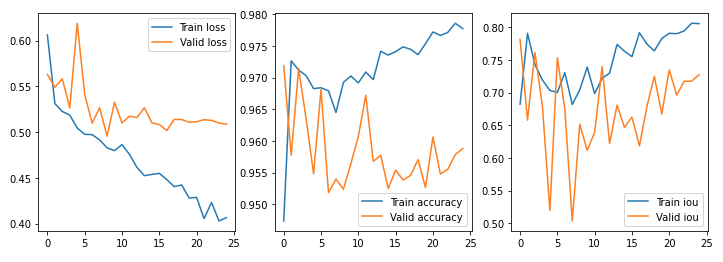 0.60
0.55
0.50
0.45
0.40
0 5 10 15 20 25
Train loss
Valid loss
0.980
0.975
0.970
0.965
0.960
0.955
0.950
0 5 10 15 20 25
Train accuracy
Valid accuracy
0.80
0.75
0.70
0.65
0.60
0.55
0.50
0 5 10 15 20 25
Train iou
Valid iou